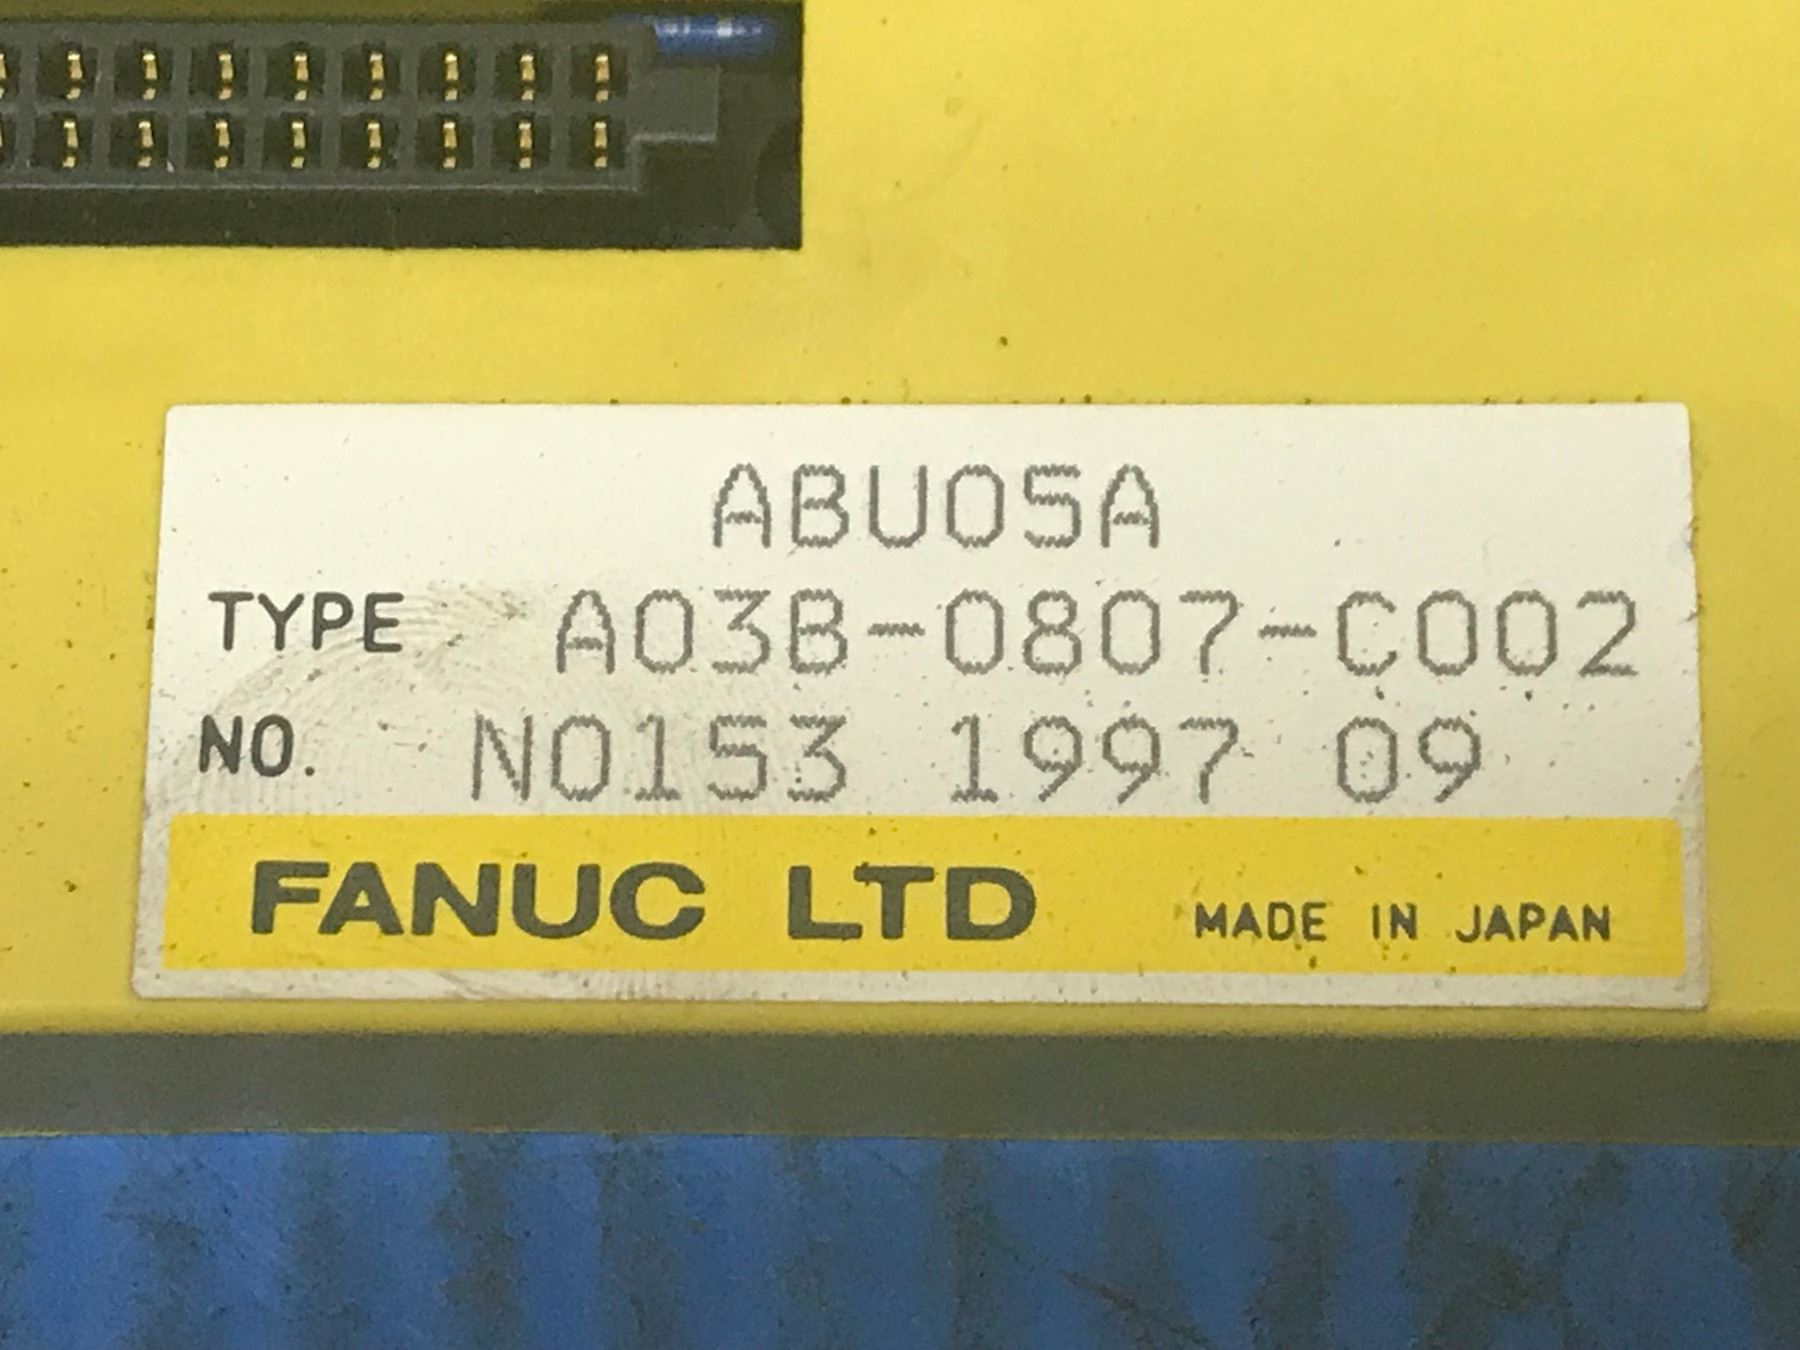 ABU05A
TYPE A03B-0807-C002
NO. N0153 1997 09
FANUC LTD MADE IN JAPAN